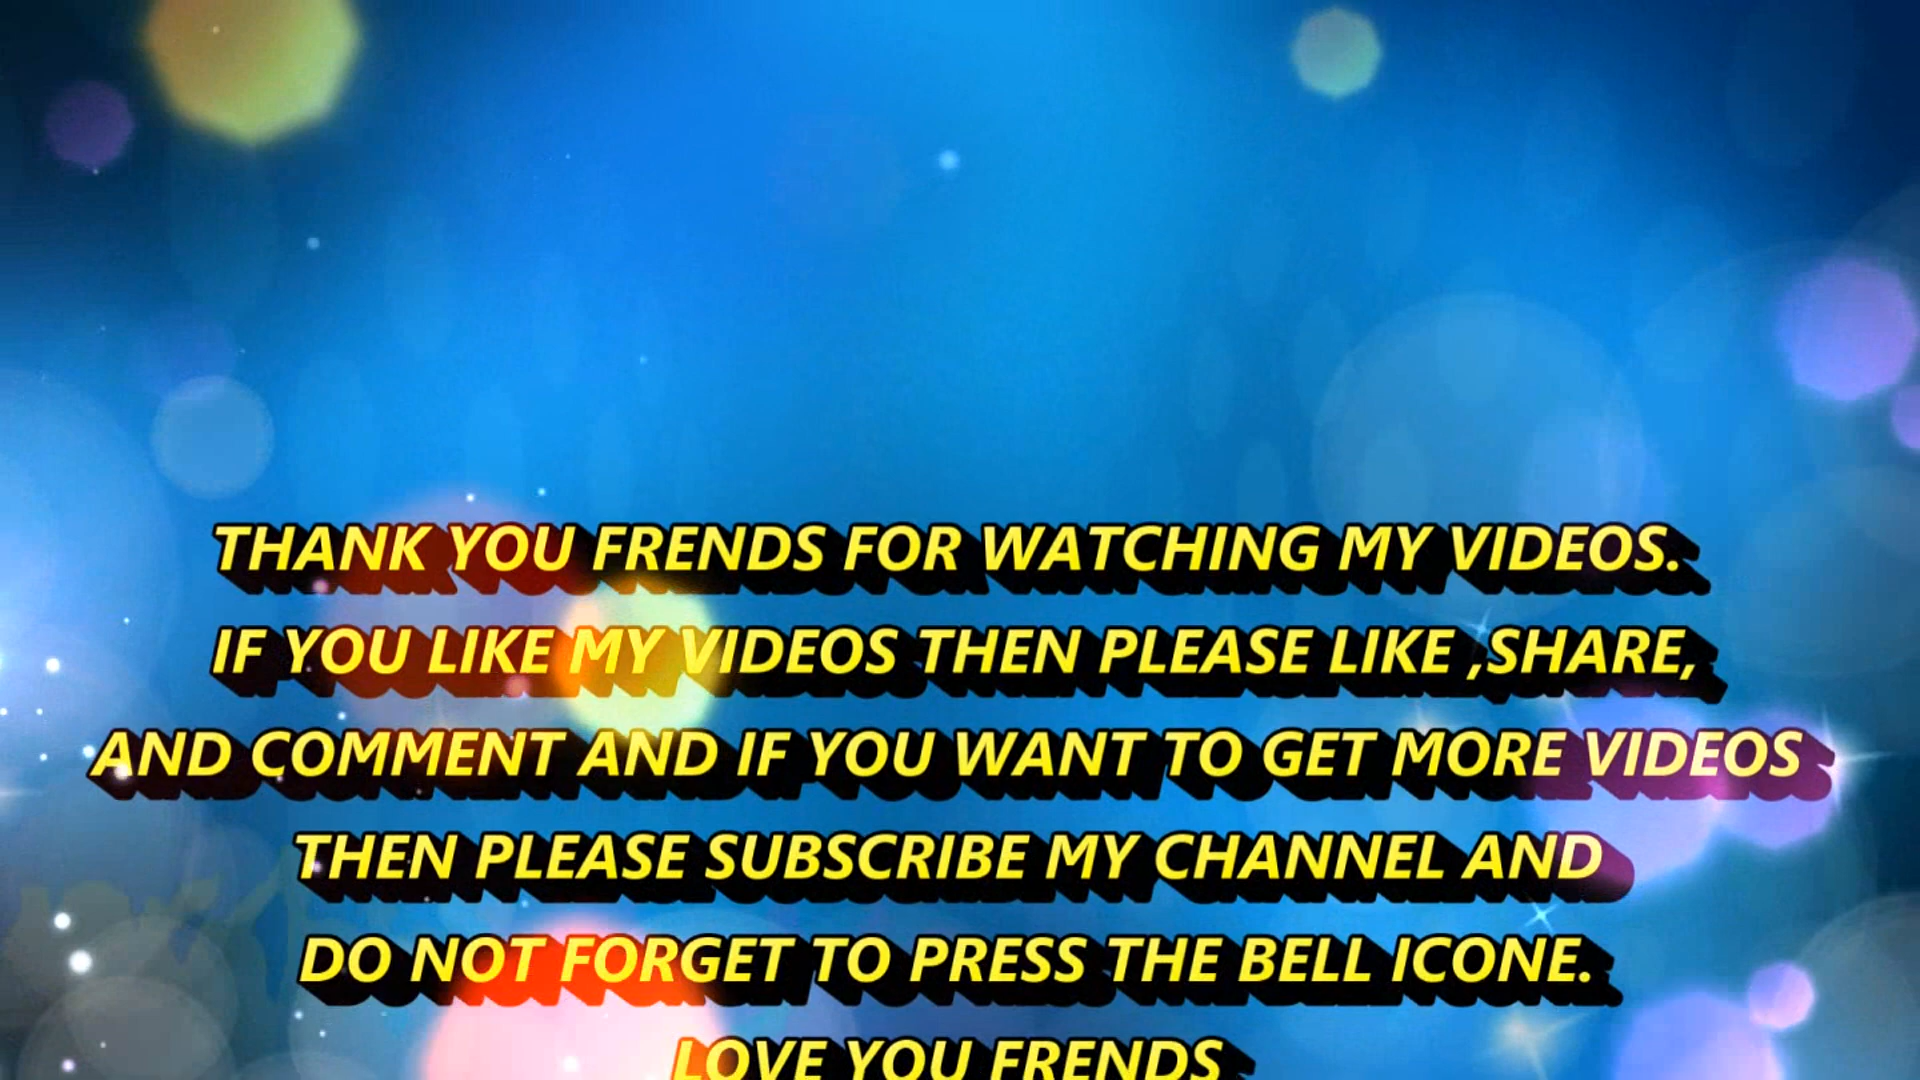 THANK YOU FRENDS FOR WATCHING MY VIDEOS.
IF YOU LIKE MY VIDEOS THEN PLEASE LIKE ,SHARE,
AND COMMENT AND IF YOU WANT TO GET MORE VIDEOS
THEN PLEASE SUBSCRIBE MY CHANNEL AND
DO NOT FORGET TO PRESS THE BELL ICONE.
LOVE YOU FRENDS